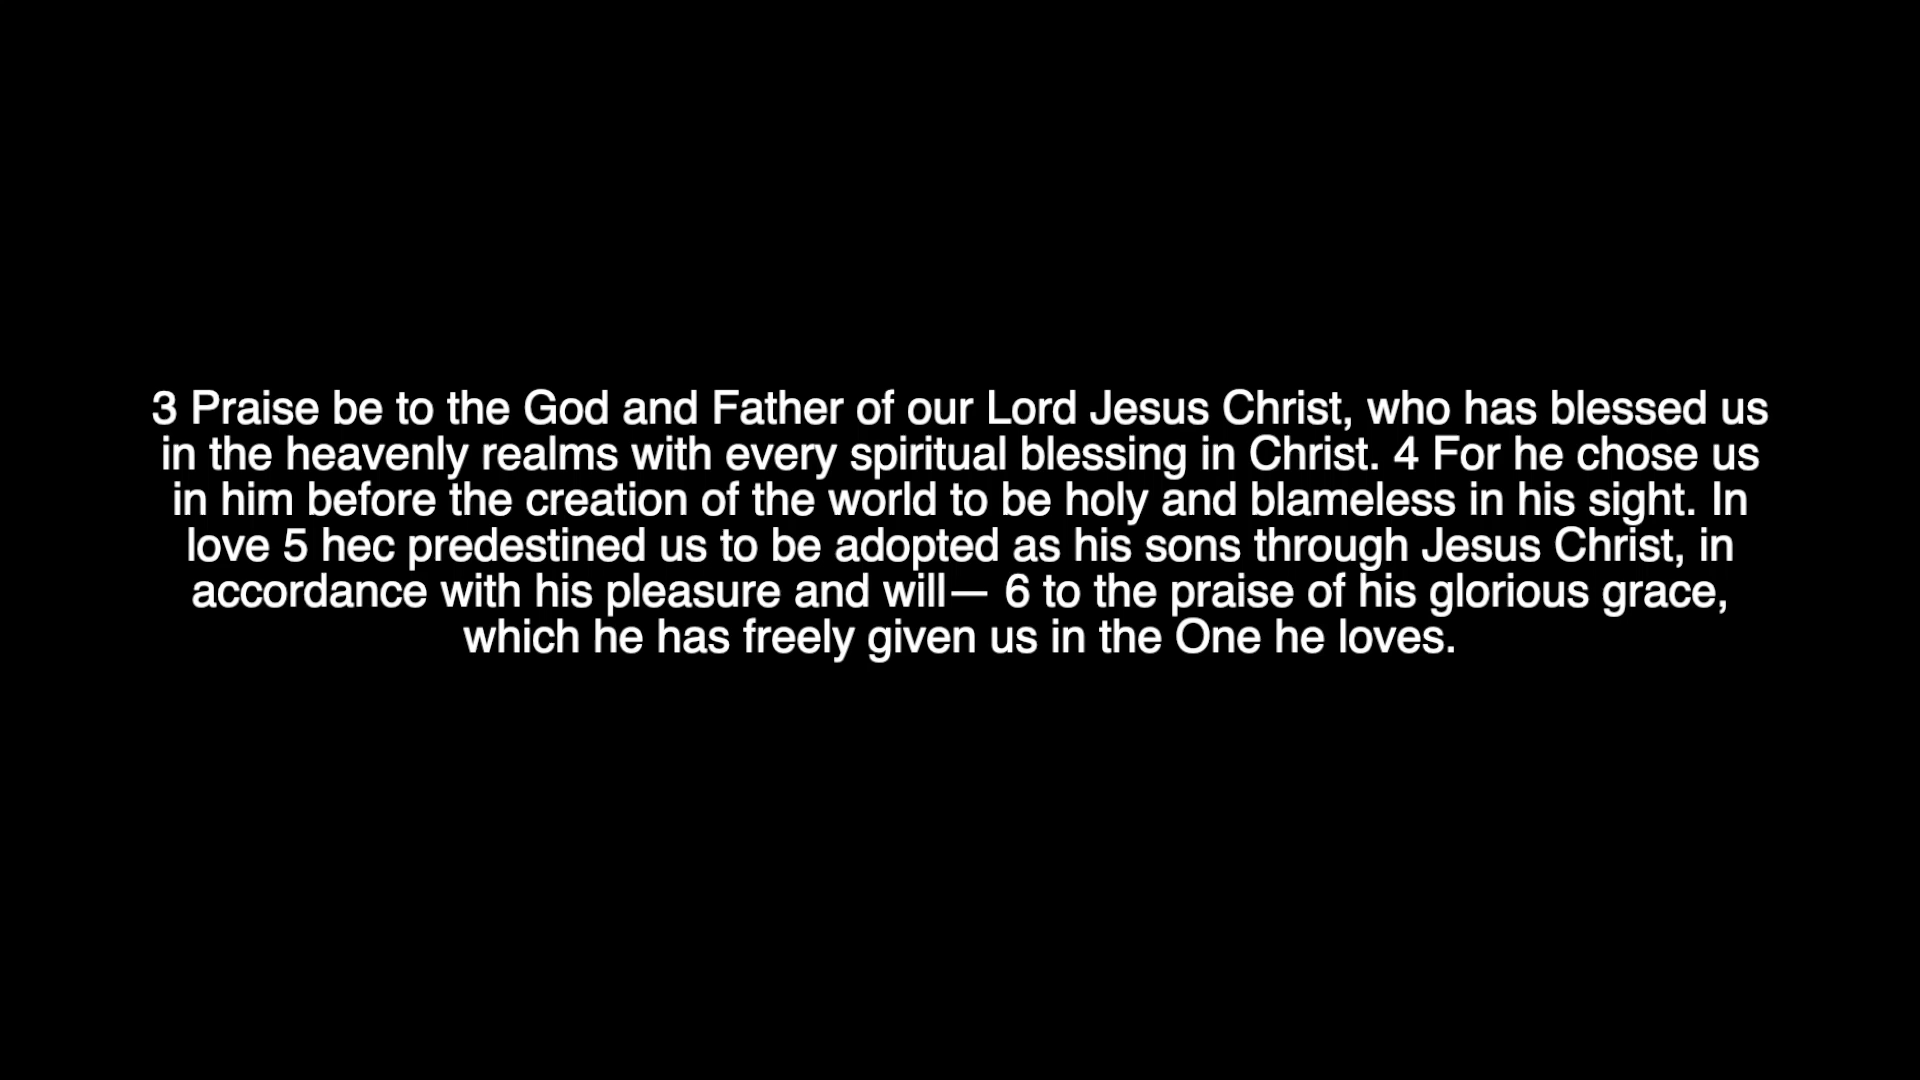 3 Praise be to the God and Father of our Lord Jesus Christ, who has blessed us
in the heavenly realms with every spiritual blessing in Christ. 4 For he chose us
in him before the creation of the world to be holy and blameless in his sight. In
love 5 hec predestined us to be adopted as his sons through Jesus Christ, in
accordance with his pleasure and will— 6 to the praise of his glorious grace,
which he has freely given us in the One he loves.